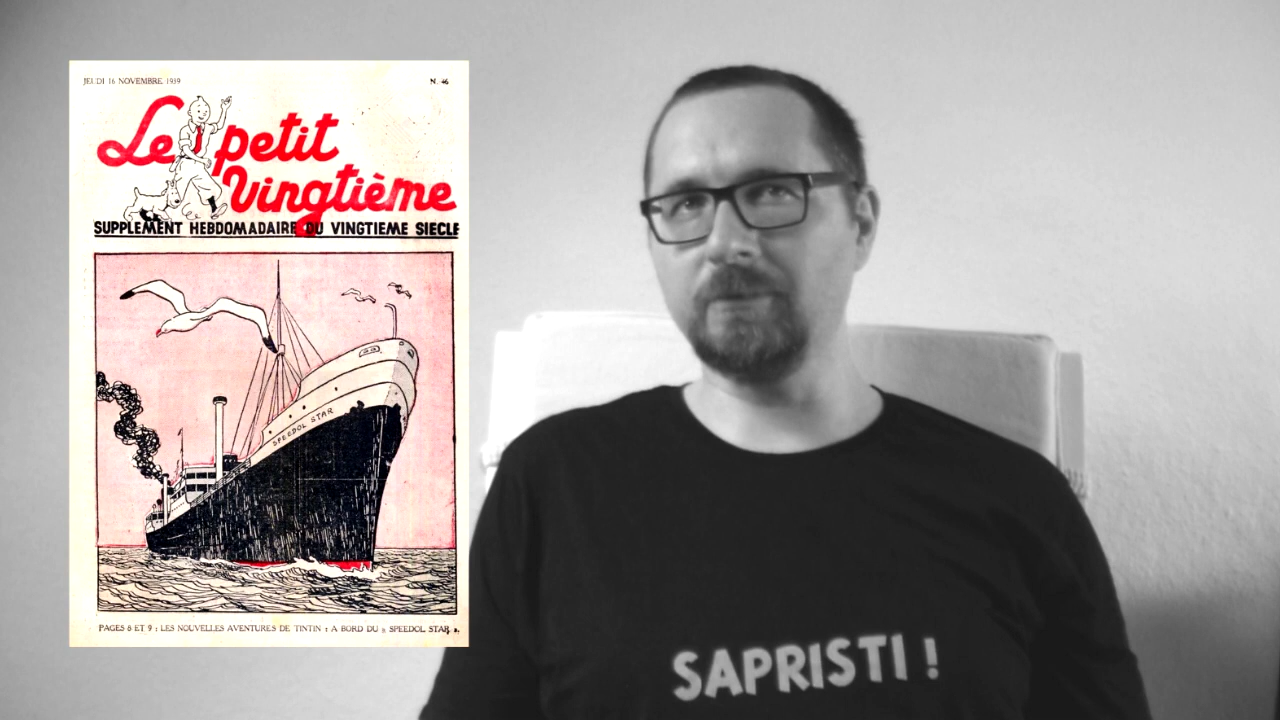 JEUDI 16 NOVEMBRE 1939
N. 46
Le petit
Vingtième
SUPPLEMENT HEBDOMADAIRE DU VINGTIEME SIECLE
SPEEDOL STAR
PAGES 8 ET 9 : LES NOUVELLES AVENTURES DE TINTIN : A BORD DU « SPEEDOL STAR ».
SAPRISTI !